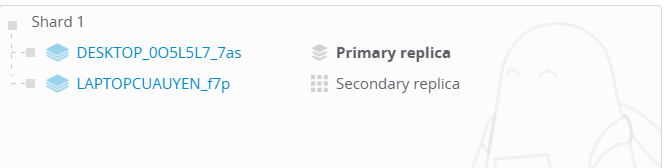 Shard 1
DESKTOP_0O5L5L7_7as Primary replica
LAPTOPCUAUYEN_f7p Secondary replica